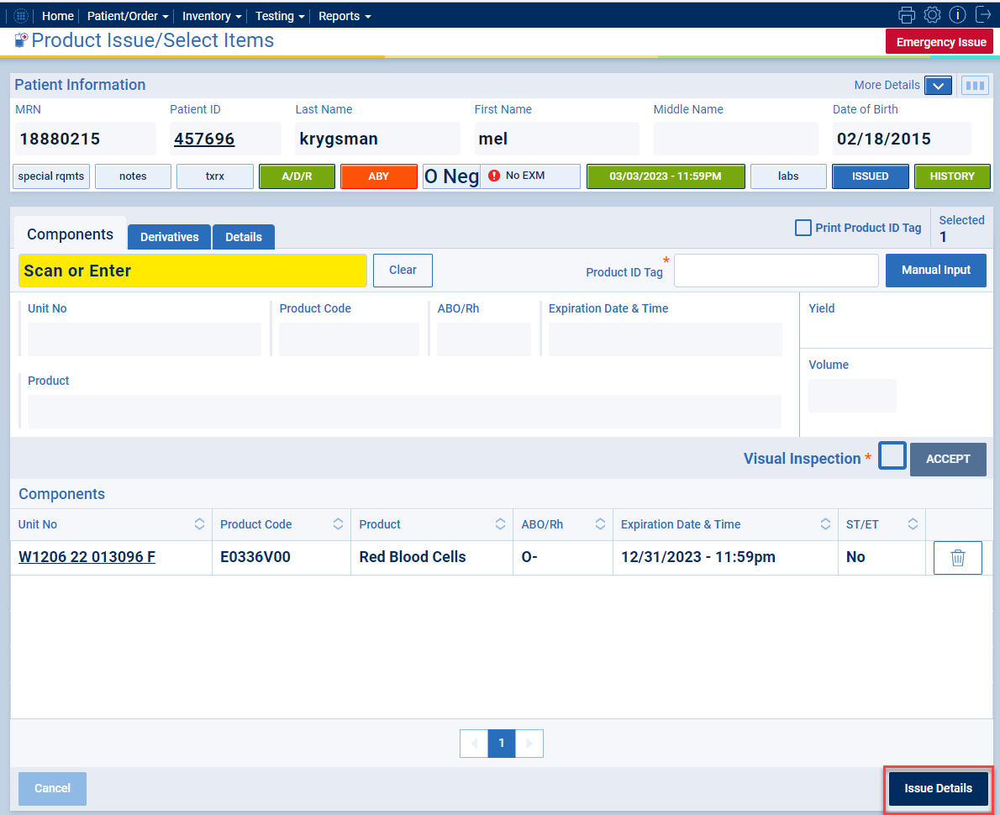 Home Patient/Order Inventory Testing Reports
Product Issue/Select Items Emergency Issue
Patient Information More Details
MRN Patient ID Last Name First Name Middle Name Date of Birth
18880215 457696 krygsman mel 02/18/2015
special rqmts notes txrx A/D/R ABY O Neg No EXM 03/03/2023 - 11:59PM labs ISSUED HISTORY
Components Derivatives Details Print Product ID Tag Selected
1
Scan or Enter Clear Product ID Tag * Manual Input
Unit No Product Code ABO/Rh Expiration Date & Time Yield
Volume
Product
Visual Inspection * ACCEPT
Components
Unit No Product Code Product ABO/Rh Expiration Date & Time ST/ET
W1206 22 013096 F E0336V00 Red Blood Cells O- 12/31/2023 - 11:59pm No
1
Cancel Issue Details